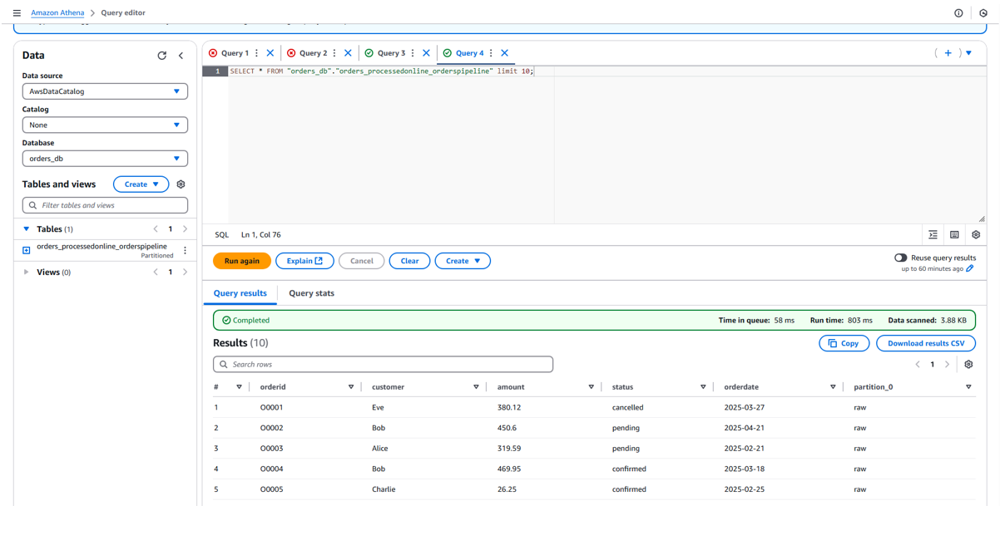 Amazon Athena > Query editor
Data
Data source
AwsDataCatalog
Catalog
None
Database
orders_db
Tables and views Create
Filter tables and views
Tables (1) < 1 >
orders_processedonline_orderspipeline
Partitioned
Views (0) < 1 >
Query 1 Query 2 Query 3 Query 4
1 SELECT * FROM "orders_db"."orders_processedonline_orderspipeline" limit 10;
SQL Ln 1, Col 76
Run again Explain Cancel Clear Create
Reuse query results
up to 60 minutes ago
Query results Query stats
Completed Time in queue: 58 ms Run time: 803 ms Data scanned: 3.88 KB
Results (10) Copy Download results CSV
Search rows < 1 >
# orderid customer amount status orderdate partition_0
1 O0001 Eve 380.12 cancelled 2025-03-27 raw
2 O0002 Bob 450.6 pending 2025-04-21 raw
3 O0003 Alice 319.59 pending 2025-02-21 raw
4 O0004 Bob 469.95 confirmed 2025-03-18 raw
5 O0005 Charlie 26.25 confirmed 2025-02-25 raw